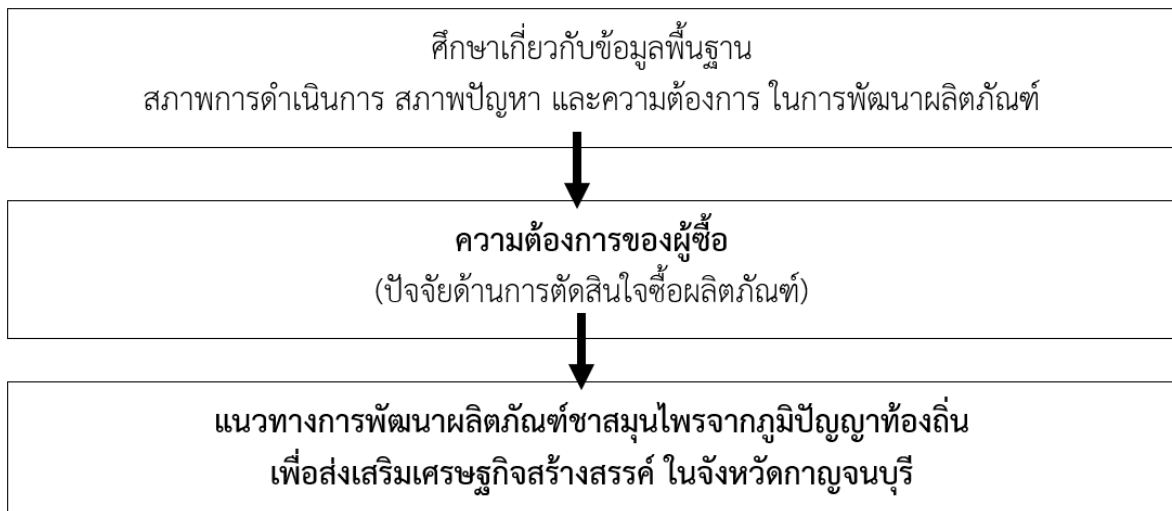 ศึกษาเกี่ยวกับข้อมูลพื้นฐาน
สภาพการดำเนินการ สภาพปัญหา และความต้องการ ในการพัฒนาผลิตภัณฑ์
ความต้องการของผู้ซื้อ
(ปัจจัยด้านการตัดสินใจซื้อผลิตภัณฑ์)
แนวทางการพัฒนาผลิตภัณฑ์ชาสมุนไพรจากภูมิปัญญาท้องถิ่น
เพื่อส่งเสริมเศรษฐกิจสร้างสรรค์ ในจังหวัดกาญจนบุรี